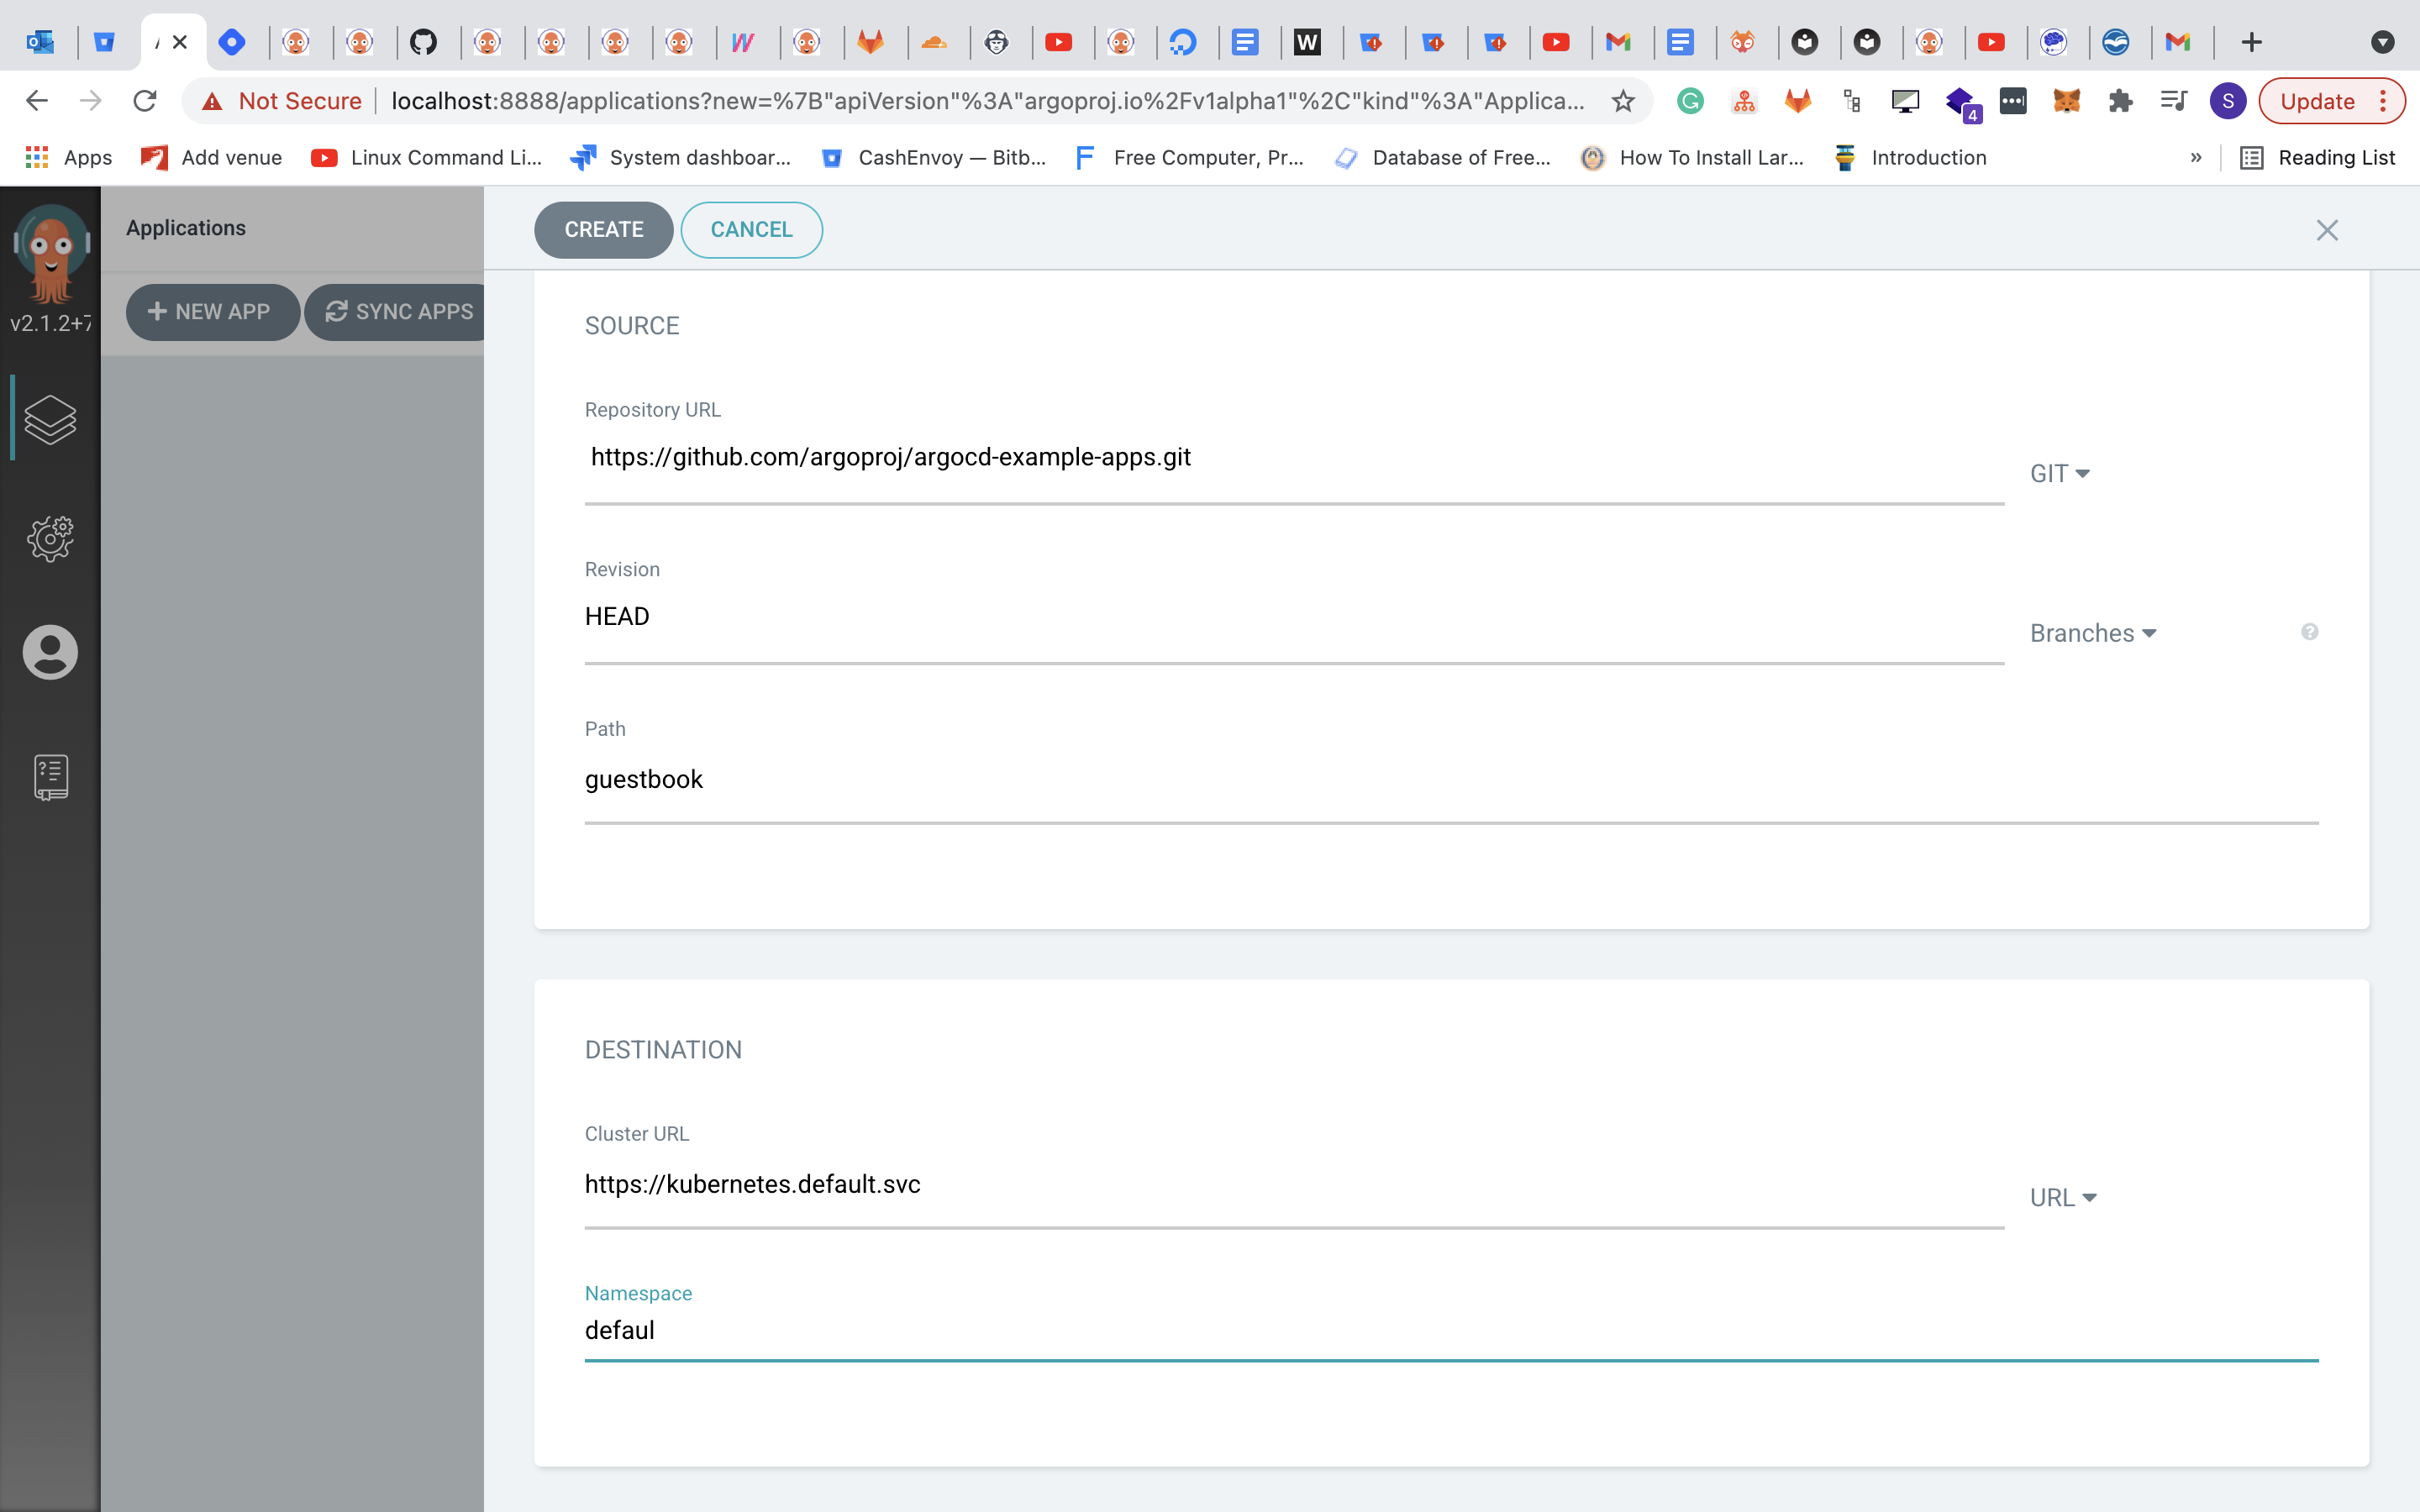 Not Secure localhost:8888/applications?new=%7B"apiVersion"%3A"argoproj.io%2Fv1alpha1"%2C"kind"%3A"Applica... 4 S Update
Apps Add venue Linux Command Li... System dashboar... CashEnvoy — Bitb... Free Computer, Pr... Database of Free... How To Install Lar... Introduction » Reading List
Applications
CREATE CANCEL
NEW APP SYNC APPS
v2.1.2+7
SOURCE
Repository URL
https://github.com/argoproj/argocd-example-apps.git
GIT
Revision
HEAD
Branches
Path
guestbook
DESTINATION
Cluster URL
https://kubernetes.default.svc
URL
Namespace
defaul